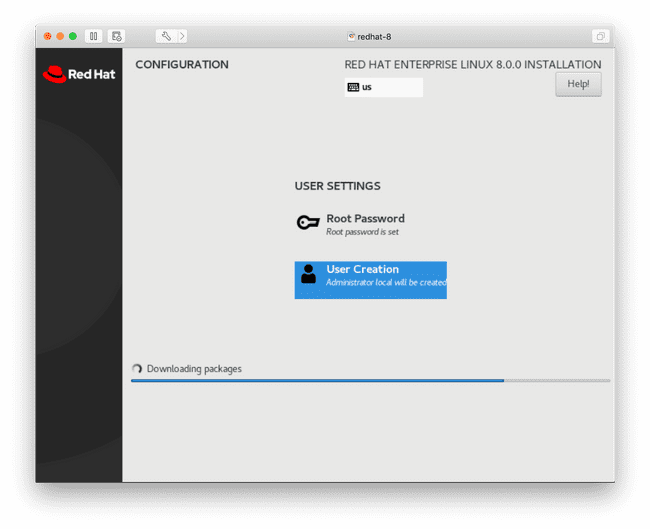 redhat-8
Red Hat
CONFIGURATION
RED HAT ENTERPRISE LINUX 8.0.0 INSTALLATION
us
Help!
USER SETTINGS
Root Password
Root password is set
User Creation
Administrator local will be created
Downloading packages